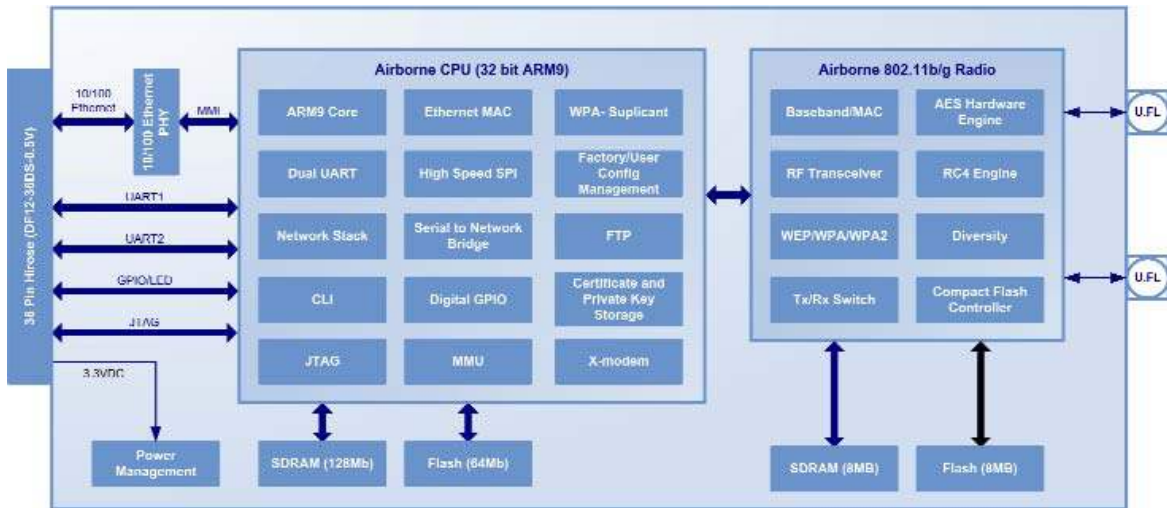 38 Pin Hirose (DF12-36DS-0.5V)
10/100
Ethernet
10/100 Ethernet
PHY
MMI
UART1
UART2
GPIO/LED
JTAG
3.3VDC
Power
Management
Airborne CPU (32 bit ARM9)
ARM9 Core
Ethernet MAC
WPA- Suplicant
Dual UART
High Speed SPI
Factory/User
Config
Management
Network Stack
Serial to Network
Bridge
FTP
CLI
Digital GPIO
Certificate and
Private Key
Storage
JTAG
MMU
X-modem
SDRAM (128Mb)
Flash (64Mb)
Airborne 802.11b/g Radio
Baseband/MAC
AES Hardware
Engine
RF Transceiver
RC4 Engine
WEP/WPA/WPA2
Diversity
Tx/Rx Switch
Compact Flash
Controller
SDRAM (8MB)
Flash (8MB)
U.FL
U.FL